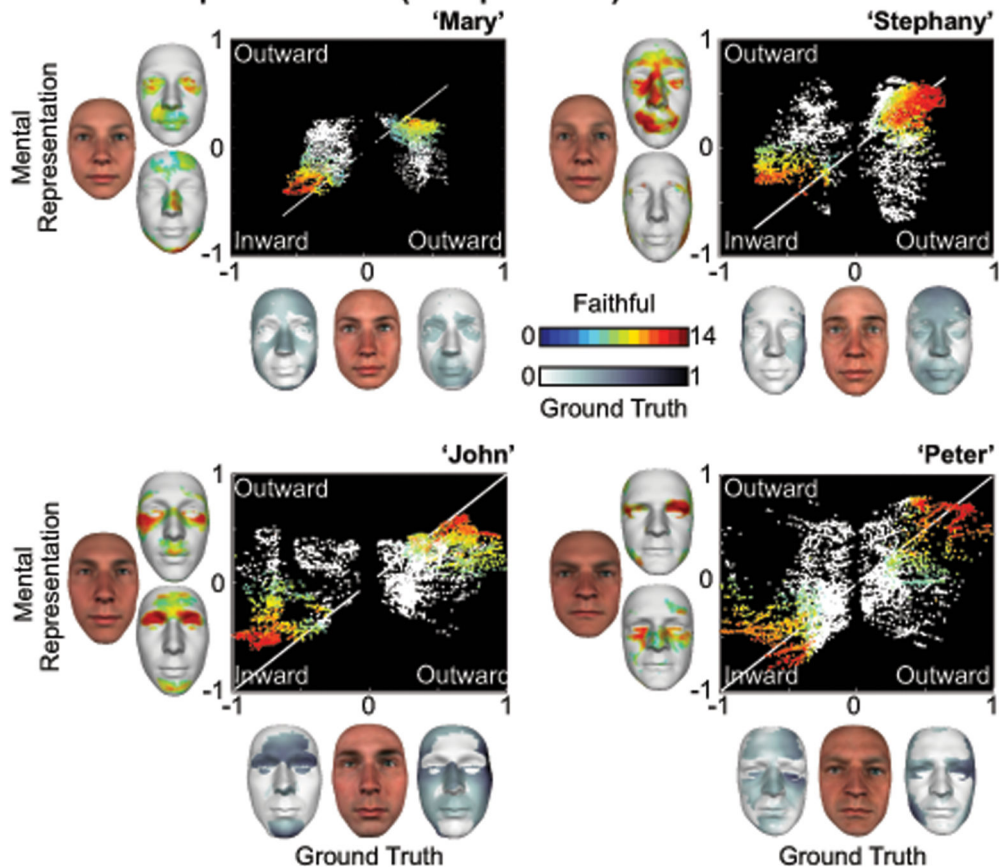 ‘Mary’
‘Stephany’
1
Outward
Mental
Representation
0
Inward
Outward
-1
-1
0
1
1
Outward
0
Inward
Outward
-1
-1
0
1
Faithful
0
14
0
1
Ground Truth
‘John’
‘Peter’
1
Outward
Mental
Representation
0
Inward
Outward
-1
-1
0
1
1
Outward
0
Inward
Outward
-1
-1
0
1
Ground Truth
Ground Truth